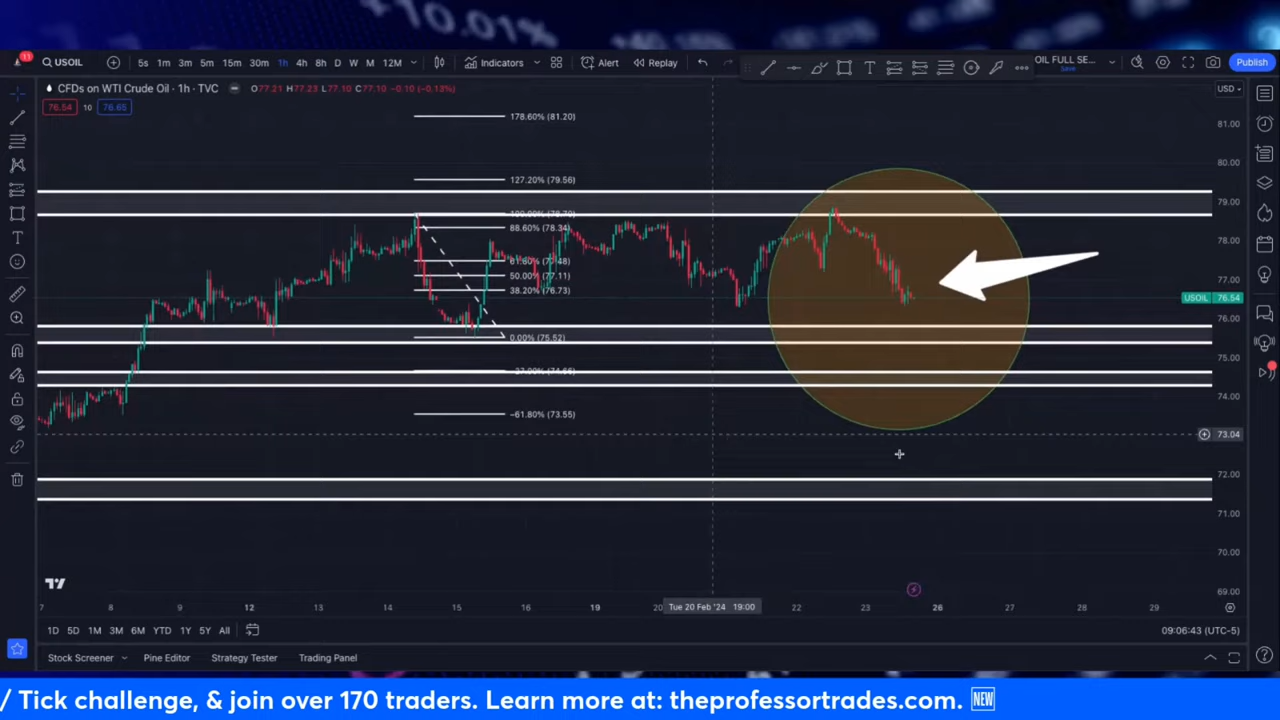 +10.01%
11
USOIL
5s 1m 3m 5m 15m 30m 1h 4h 8h D W M 12M
Indicators
Alert
Replay
OIL FULL SE...
Save
Publish
CFDs on WTI Crude Oil · 1h · TVC
O77.21 H77.23 L77.10 C77.10 −0.10 (−0.13%)
USD
76.54 10 76.65
178.60% (81.20)
127.20% (79.56)
88.60% (78.34)
50.00% (77.11)
38.20% (76.73)
0.00% (75.52)
−61.80% (73.55)
81.00
80.00
79.00
78.00
77.00
USOIL 76.54
76.00
75.00
74.00
73.04
72.00
71.00
70.00
69.00
7 8 9 12 13 14 15 16 19 20 Tue 20 Feb '24 19:00 22 23 26 27 28 29
1D 5D 1M 3M 6M YTD 1Y 5Y All
09:06:43 (UTC-5)
Stock Screener
Pine Editor
Strategy Tester
Trading Panel
/ Tick challenge, & join over 170 traders. Learn more at: theprofessortrades.com. NEW